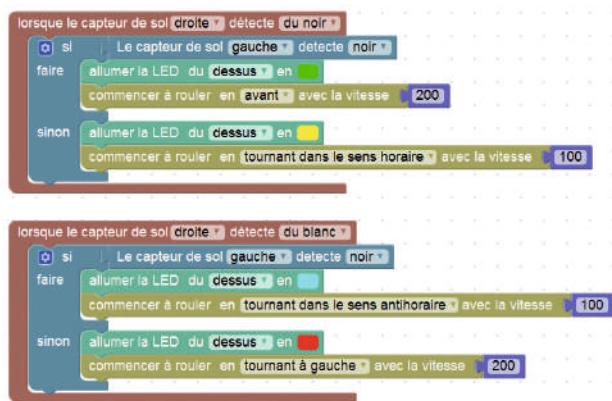 lorsque le capteur de sol droite détecte du noir
si Le capteur de sol gauche detecte noir
faire allumer la LED du dessus en
commencer à rouler en avant avec la vitesse 200
sinon allumer la LED du dessus en
commencer à rouler en tournant dans le sens horaire avec la vitesse 100
lorsque le capteur de sol droite détecte du blanc
si Le capteur de sol gauche detecte noir
faire allumer la LED du dessus en
commencer à rouler en tournant dans le sens antihoraire avec la vitesse 100
sinon allumer la LED du dessus en
commencer à rouler en tournant à gauche avec la vitesse 200